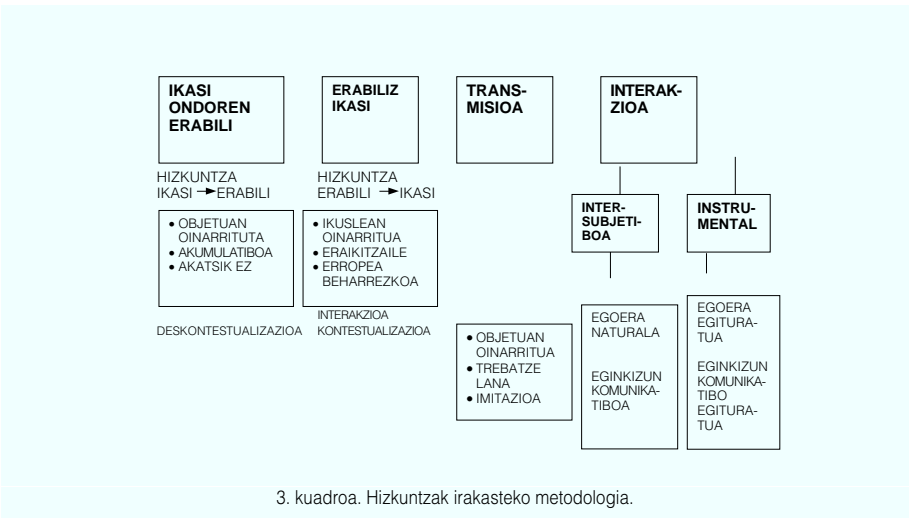 IKASI
ONDOREN
ERABILI
HIZKUNTZA
IKASI → ERABILI
• OBJETUAN
OINARRITUTA
• AKUMULATIBOA
• AKATSIK EZ
DESKONTESTUALIZAZIOA
ERABILIZ
IKASI
HIZKUNTZA
ERABILI → IKASI
• IKUSLEAN
OINARRITUA
• ERAIKITZAILE
• ERROPEA
BEHARREZKOA
INTERAKZIOA
KONTESTUALIZAZIOA
TRANS-
MISIOA
• OBJETUAN
OINARRITUA
• TREBATZE
LANA
• IMITAZIOA
INTERAK-
ZIOA
INTER-
SUBJETI-
BOA
EGOERA
NATURALA
EGINKIZUN
KOMUNIKA-
TIBOA
INSTRU-
MENTAL
EGOERA
EGITURA-
TUA
EGINKIZUN
KOMUNIKA-
TIBO
EGITURA-
TUA
3. kuadroa. Hizkuntzak irakasteko metodologia.